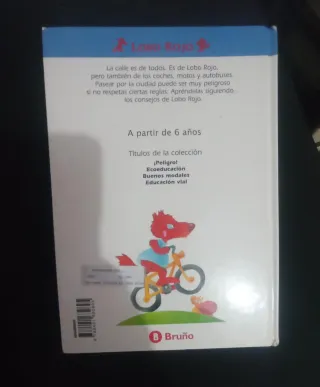 Lobo Rojo
La calle es de todos. Es de Lobo Rojo,
pero también de los coches, motos y autobuses.
Pasear por la ciudad puede ser muy peligroso
si no respetas ciertas reglas. Apréndelas siguiendo
los consejos de Lobo Rojo.
A partir de 6 años
Títulos de la colección
¡Peligro!
Ecoeducación
Buenos modales
Educación vial
B Bruño